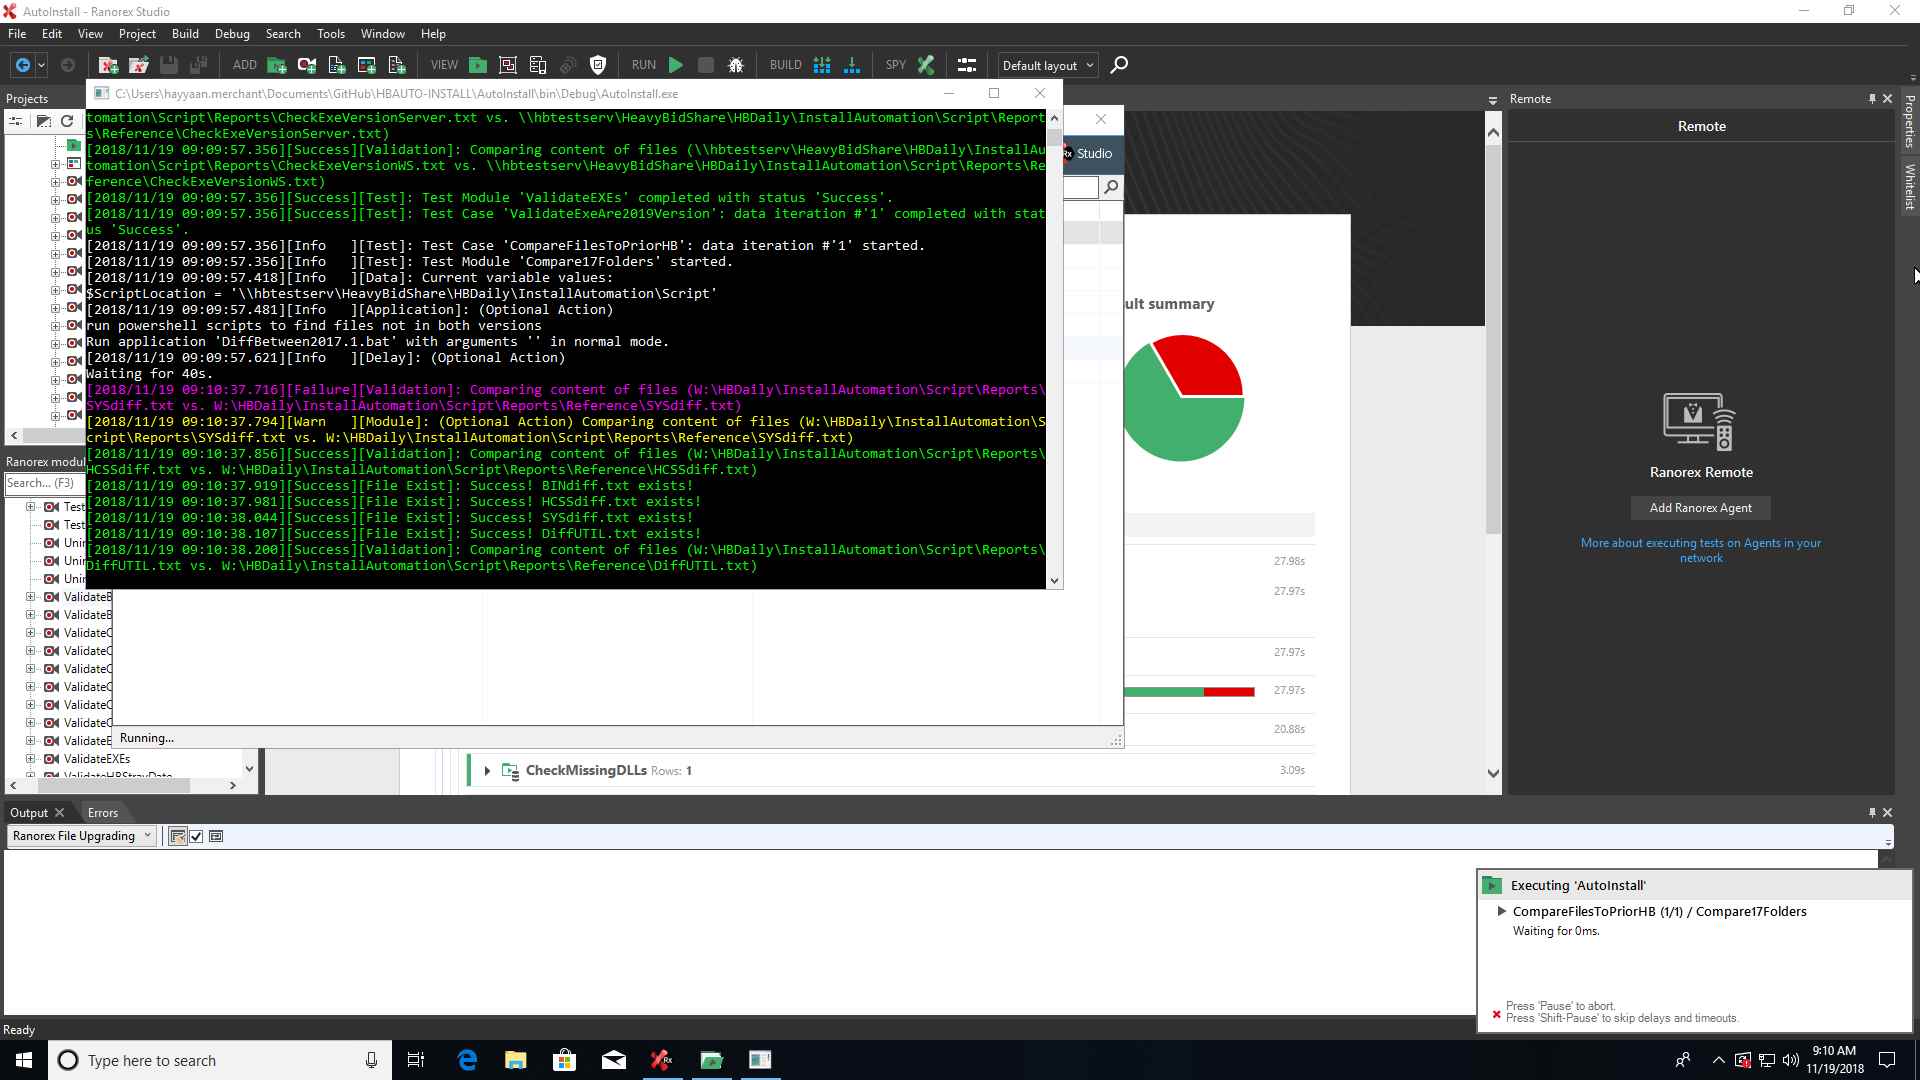 AutoInstall - Ranorex Studio
File Edit View Project Build Debug Search Tools Window Help
ADD VIEW RUN BUILD SPY Default layout
Projects
C:\Users\hayyaan.merchant\Documents\GitHub\HBAUTO-INSTALL\AutoInstall\bin\Debug\AutoInstall.exe
tomation\Script\Reports\CheckExeVersionServer.txt vs. \\hbtestserv\HeavyBidShare\HBDaily\InstallAutomation\Script\Report
s\Reference\CheckExeVersionServer.txt)
[2018/11/19 09:09:57.356][Success][Validation]: Comparing content of files (\\hbtestserv\HeavyBidShare\HBDaily\InstallAu
tomation\Script\Reports\CheckExeVersionWS.txt vs. \\hbtestserv\HeavyBidShare\HBDaily\InstallAutomation\Script\Reports\Re
ference\CheckExeVersionWS.txt)
[2018/11/19 09:09:57.356][Success][Test]: Test Module 'ValidateEXEs' completed with status 'Success'.
[2018/11/19 09:09:57.356][Success][Test]: Test Case 'ValidateExeAre2019Version': data iteration #'1' completed with stat
us 'Success'.
[2018/11/19 09:09:57.356][Info   ][Test]: Test Case 'CompareFilesToPriorHB': data iteration #'1' started.
[2018/11/19 09:09:57.356][Info   ][Test]: Test Module 'Compare17Folders' started.
[2018/11/19 09:09:57.418][Info   ][Data]: Current variable values:
$ScriptLocation = '\\hbtestserv\HeavyBidShare\HBDaily\InstallAutomation\Script'
[2018/11/19 09:09:57.481][Info   ][Application]: (Optional Action)
run powershell scripts to find files not in both versions
Run application 'DiffBetween2017.1.bat' with arguments '' in normal mode.
[2018/11/19 09:09:57.621][Info   ][Delay]: (Optional Action)
Waiting for 40s.
[2018/11/19 09:10:37.716][Failure][Validation]: Comparing content of files (W:\HBDaily\InstallAutomation\Script\Reports\
SYSdiff.txt vs. W:\HBDaily\InstallAutomation\Script\Reports\Reference\SYSdiff.txt)
[2018/11/19 09:10:37.794][Warn   ][Module]: (Optional Action) Comparing content of files (W:\HBDaily\InstallAutomation\S
cript\Reports\SYSdiff.txt vs. W:\HBDaily\InstallAutomation\Script\Reports\Reference\SYSdiff.txt)
[2018/11/19 09:10:37.856][Success][Validation]: Comparing content of files (W:\HBDaily\InstallAutomation\Script\Reports\
HCSSdiff.txt vs. W:\HBDaily\InstallAutomation\Script\Reports\Reference\HCSSdiff.txt)
[2018/11/19 09:10:37.919][Success][File Exist]: Success! BINdiff.txt exists!
[2018/11/19 09:10:37.981][Success][File Exist]: Success! HCSSdiff.txt exists!
[2018/11/19 09:10:38.044][Success][File Exist]: Success! SYSdiff.txt exists!
[2018/11/19 09:10:38.107][Success][File Exist]: Success! DiffUTIL.txt exists!
[2018/11/19 09:10:38.200][Success][Validation]: Comparing content of files (W:\HBDaily\InstallAutomation\Script\Reports\
DiffUTIL.txt vs. W:\HBDaily\InstallAutomation\Script\Reports\Reference\DiffUTIL.txt)
Ranorex modul
Search... (F3)
Test
Test
Unin
Unin
Unin
ValidateB
ValidateB
ValidateC
ValidateC
ValidateC
ValidateC
ValidateC
ValidateC
ValidateE
ValidateEXEs
ValidateHBStrayDate
Running...
Rx Studio
ult summary
27.98s
27.97s
27.97s
27.97s
20.88s
CheckMissingDLLs Rows: 1
3.09s
Remote
Remote
Ranorex Remote
Add Ranorex Agent
More about executing tests on Agents in your
network
Properties
Whitelist
Output
Errors
Ranorex File Upgrading
Executing 'AutoInstall'
CompareFilesToPriorHB (1/1) / Compare17Folders
Waiting for 0ms.
Press 'Pause' to abort.
Press 'Shift-Pause' to skip delays and timeouts.
Ready
Type here to search
9:10 AM
11/19/2018